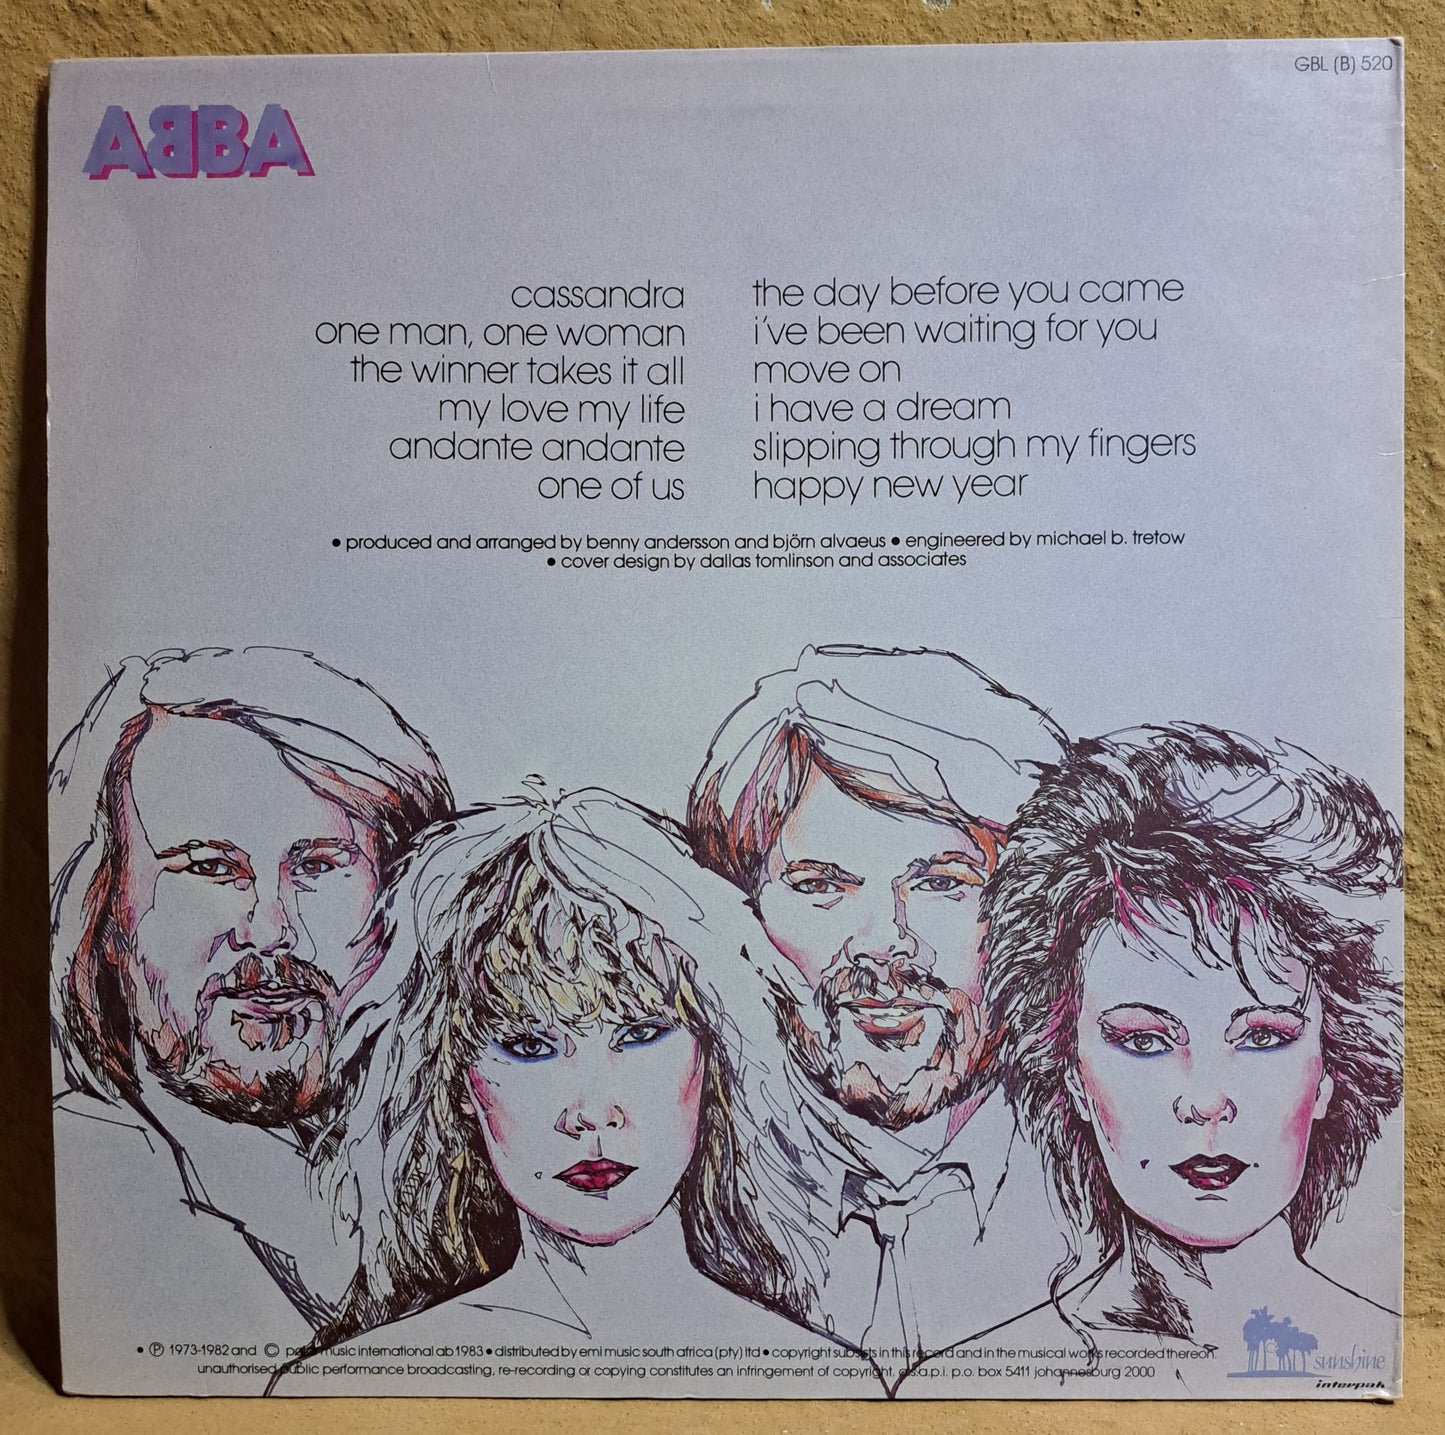 GBL (B) 520
ABBA
cassandra
one man, one woman
the winner takes it all
my love my life
andante andante
one of us
the day before you came
i've been waiting for you
move on
i have a dream
slipping through my fingers
happy new year
• produced and arranged by benny andersson and björn alvaeus • engineered by michael b. tretow
• cover design by dallas tomlinson and associates
• Ⓟ 1973-1982 and © polar music international ab 1983 • distributed by emi music south africa (pty) ltd • copyright subsists in this record and in the musical works recorded thereon.
unauthorised public performance broadcasting, re-recording or copying constitutes an infringement of copyright. d.s.a.p.i. p.o. box 5411 johannesburg 2000
sunshine
interpak